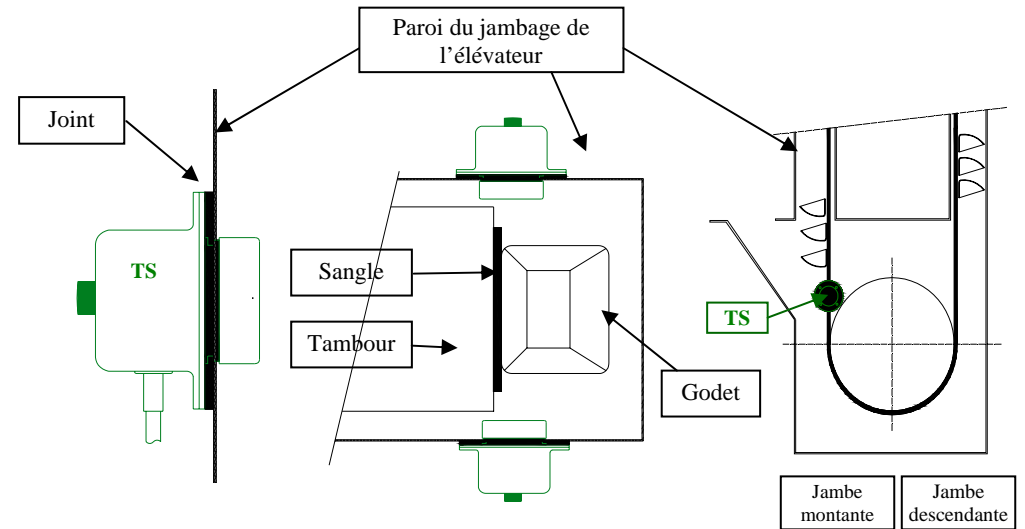 Paroi du jambage de
l’élévateur
Joint
TS
Sangle
Tambour
TS
Godet
Jambe
montante
Jambe
descendante